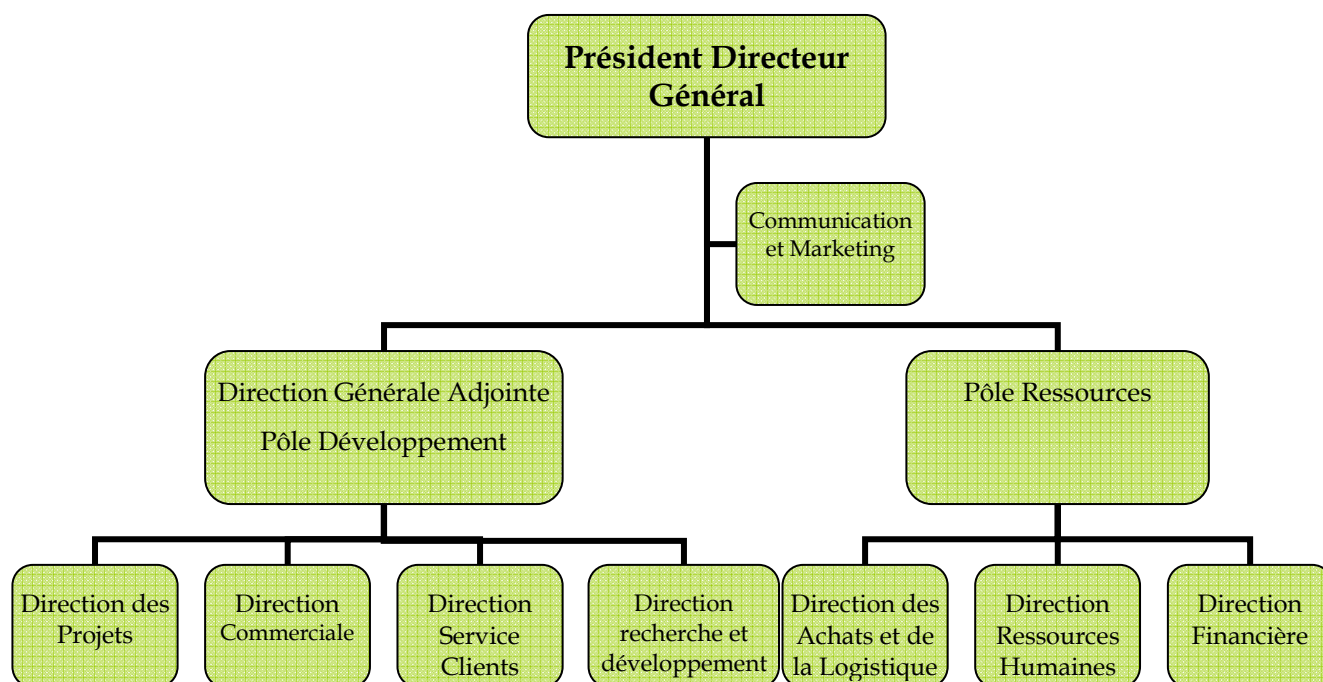 Président Directeur
Général
Communication
et Marketing
Direction Générale Adjointe
Pôle Développement
Pôle Ressources
Direction des
Projets
Direction
Commerciale
Direction
Service
Clients
Direction
recherche et
développement
Direction des
Achats et de
la Logistique
Direction
Ressources
Humaines
Direction
Financière